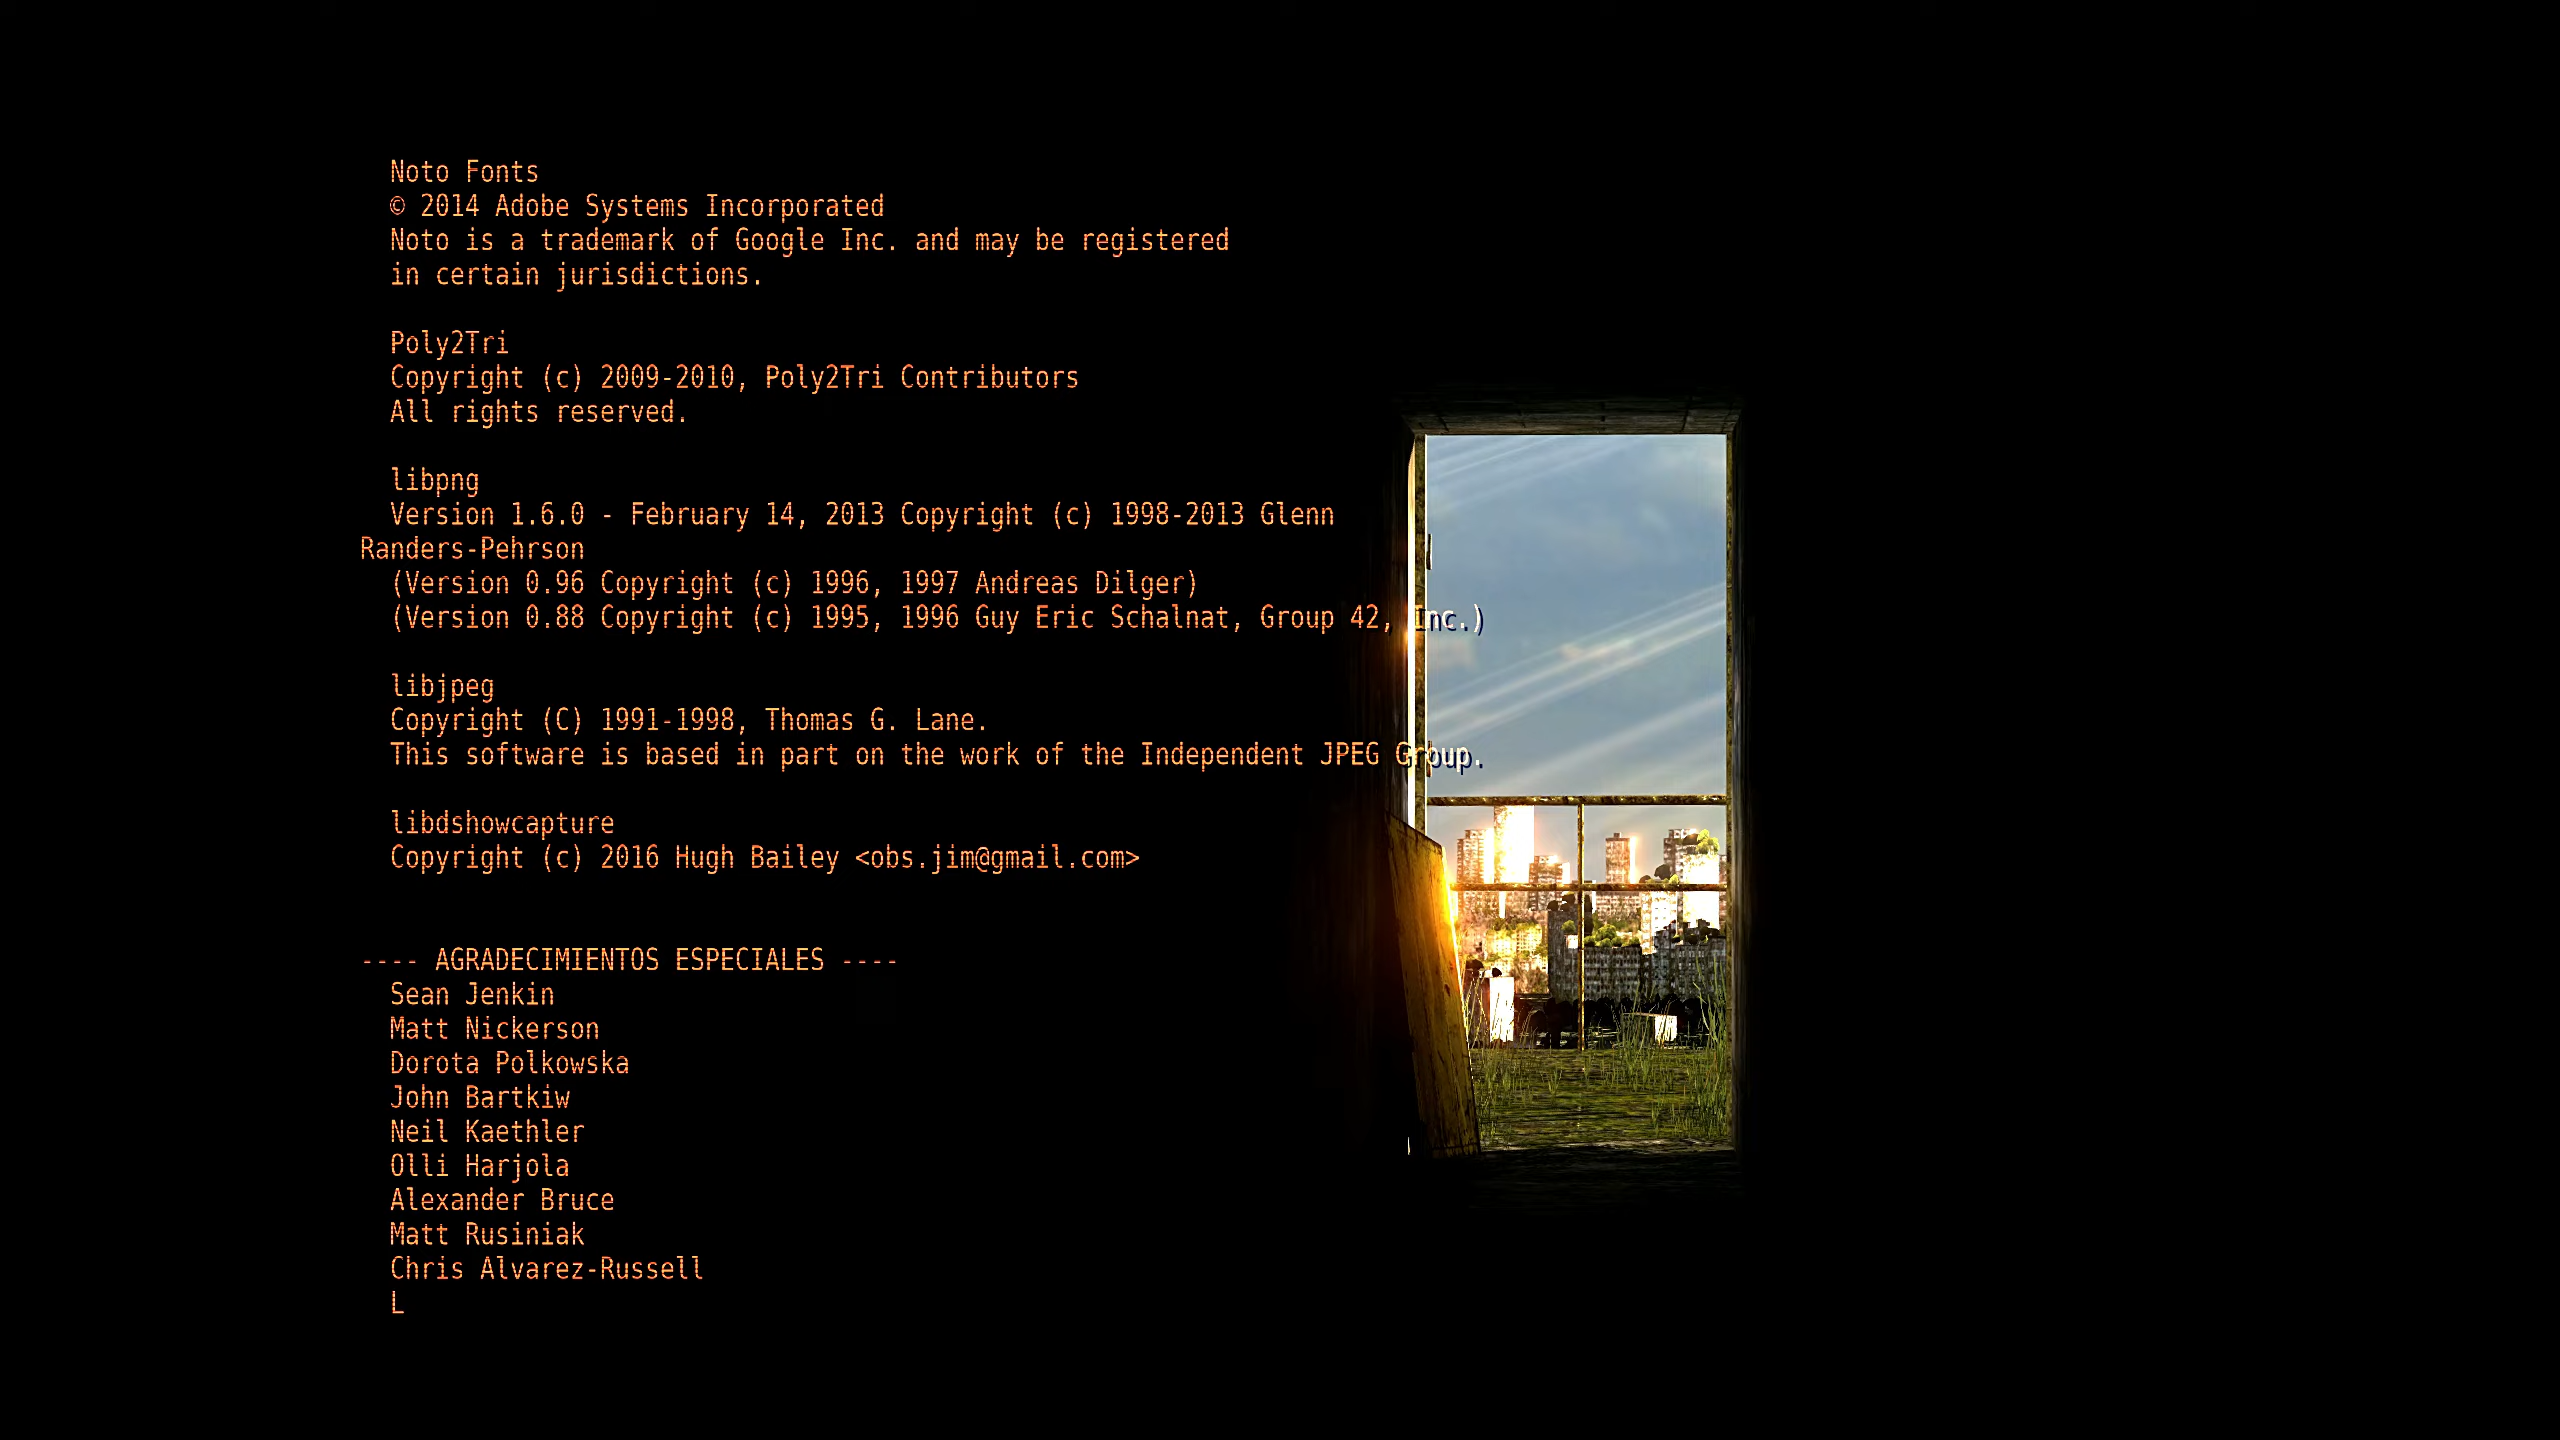 Noto Fonts
© 2014 Adobe Systems Incorporated
Noto is a trademark of Google Inc. and may be registered
in certain jurisdictions.
Poly2Tri
Copyright (c) 2009-2010, Poly2Tri Contributors
All rights reserved.
libpng
Version 1.6.0 - February 14, 2013 Copyright (c) 1998-2013 Glenn
Randers-Pehrson
(Version 0.96 Copyright (c) 1996, 1997 Andreas Dilger)
(Version 0.88 Copyright (c) 1995, 1996 Guy Eric Schalnat, Group 42, Inc.)
libjpeg
Copyright (C) 1991-1998, Thomas G. Lane.
This software is based in part on the work of the Independent JPEG Group.
libdshowcapture
Copyright (c) 2016 Hugh Bailey <obs.jim@gmail.com>
---- AGRADECIMIENTOS ESPECIALES ----
Sean Jenkin
Matt Nickerson
Dorota Polkowska
John Bartkiw
Neil Kaethler
Olli Harjola
Alexander Bruce
Matt Rusiniak
Chris Alvarez-Russell
L